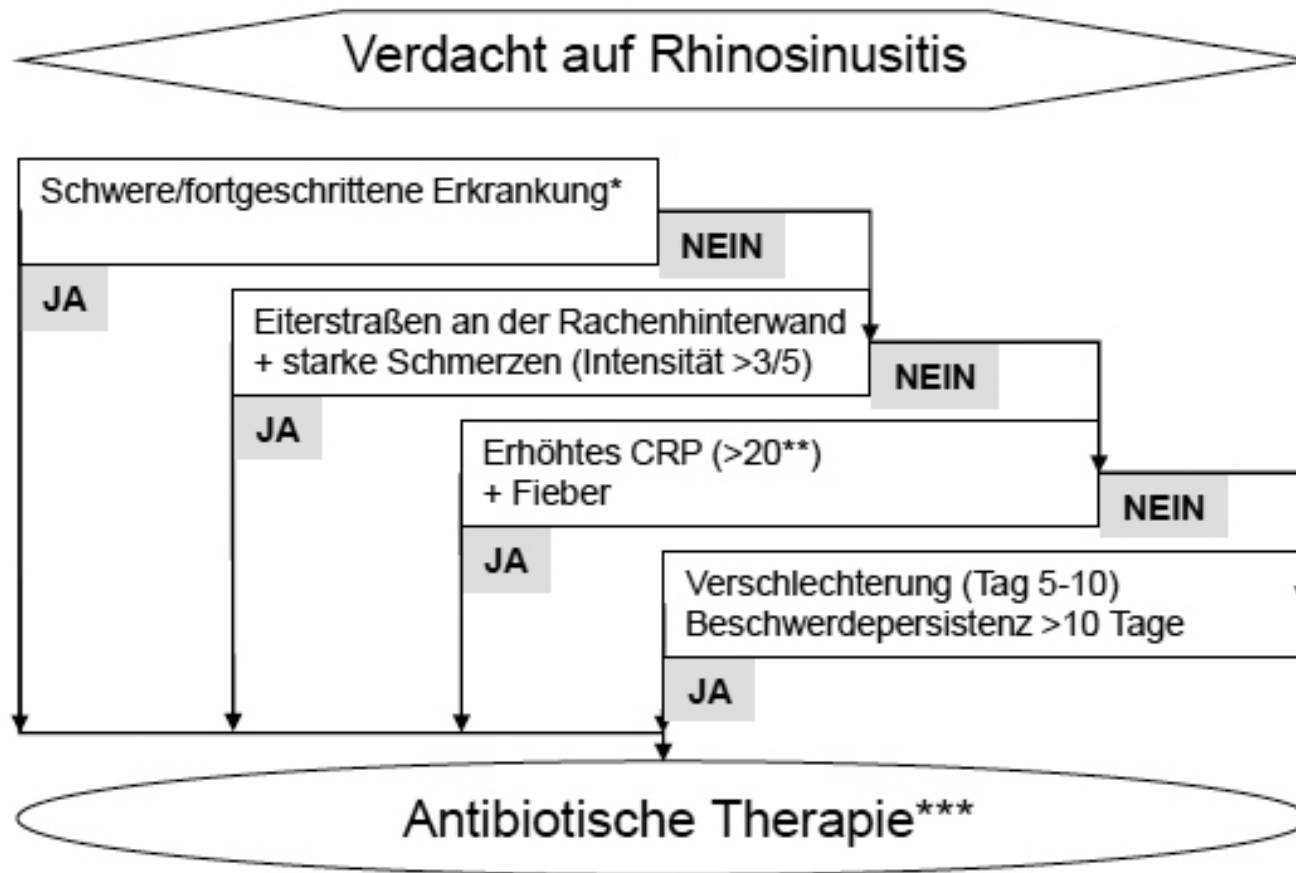 Verdacht auf Rhinosinusitis
Schwere/fortgeschrittene Erkrankung*
NEIN
JA
Eiterstraßen an der Rachenhinterwand
+ starke Schmerzen (Intensität >3/5)
NEIN
JA
Erhöhtes CRP (>20**)
+ Fieber
NEIN
JA
Verschlechterung (Tag 5-10)
Beschwerdepersistenz >10 Tage
JA
Antibiotische Therapie***